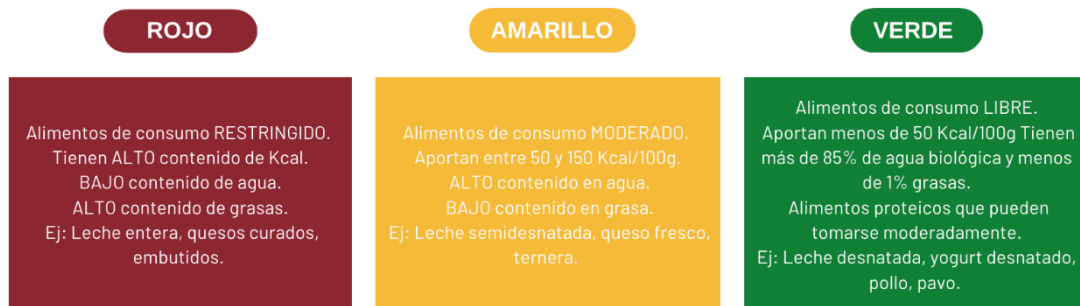 ROJO
Alimentos de consumo RESTRINGIDO.
Tienen ALTO contenido de Kcal.
BAJO contenido de agua.
ALTO contenido de grasas.
Ej: Leche entera, quesos curados,
embutidos.
AMARILLO
Alimentos de consumo MODERADO.
Aportan entre 50 y 150 Kcal/100g.
ALTO contenido en agua.
BAJO contenido en grasa.
Ej: Leche semidesnatada, queso fresco,
ternera.
VERDE
Alimentos de consumo LIBRE.
Aportan menos de 50 Kcal/100g Tienen
más de 85% de agua biológica y menos
de 1% grasas.
Alimentos proteicos que pueden
tomarse moderadamente.
Ej: Leche desnatada, yogurt desnatado,
pollo, pavo.